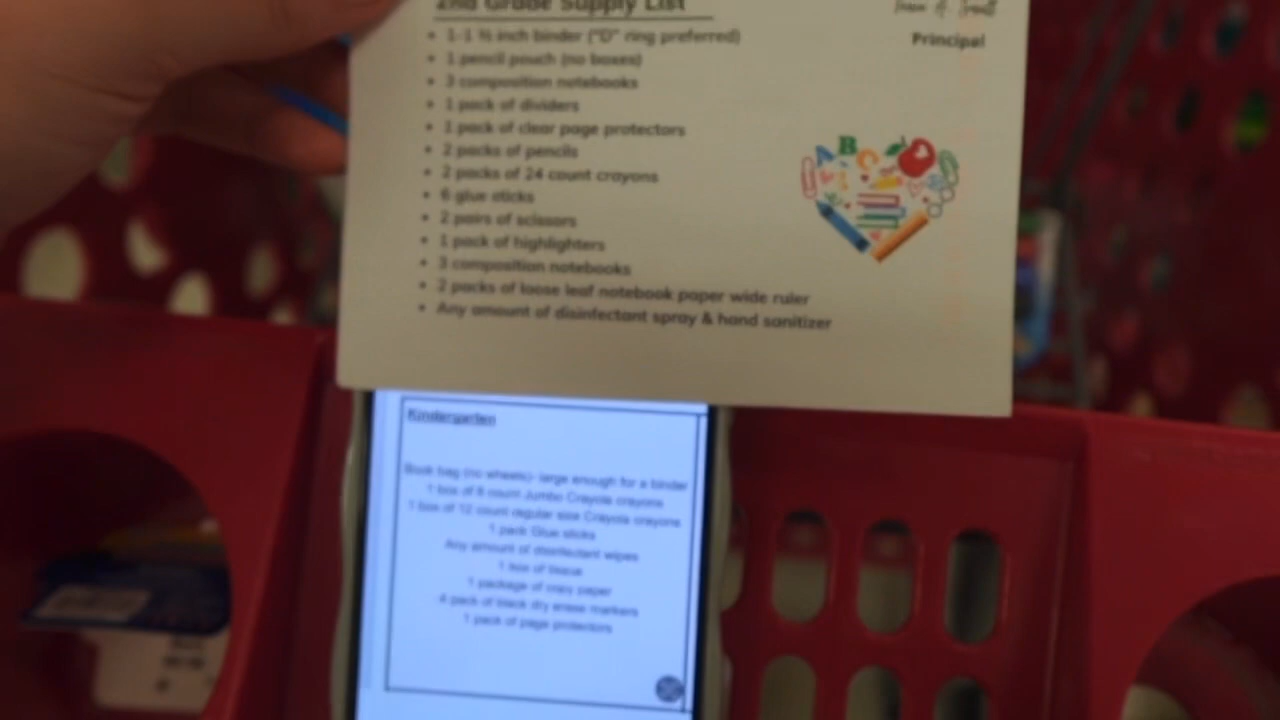 2nd Grade Supply List
Principal
1-1 ½ inch binder ("D" ring preferred)
1 pencil pouch (no boxes)
3 composition notebooks
1 pack of dividers
1 pack of clear page protectors
2 packs of pencils
2 packs of 24 count crayons
6 glue sticks
2 pairs of scissors
1 pack of highlighters
3 composition notebooks
2 packs of loose leaf notebook paper wide ruler
Any amount of disinfectant spray & hand sanitizer
A B C
Kindergarten
Book bag (no wheels)- large enough for a binder
1 box of 8 count Jumbo Crayola crayons
1 box of 12 count regular size Crayola crayons
1 pack Glue sticks
Any amount of disinfectant wipes
1 box of tissue
1 package of copy paper
4 pack of black dry erase markers
1 pack of page protectors